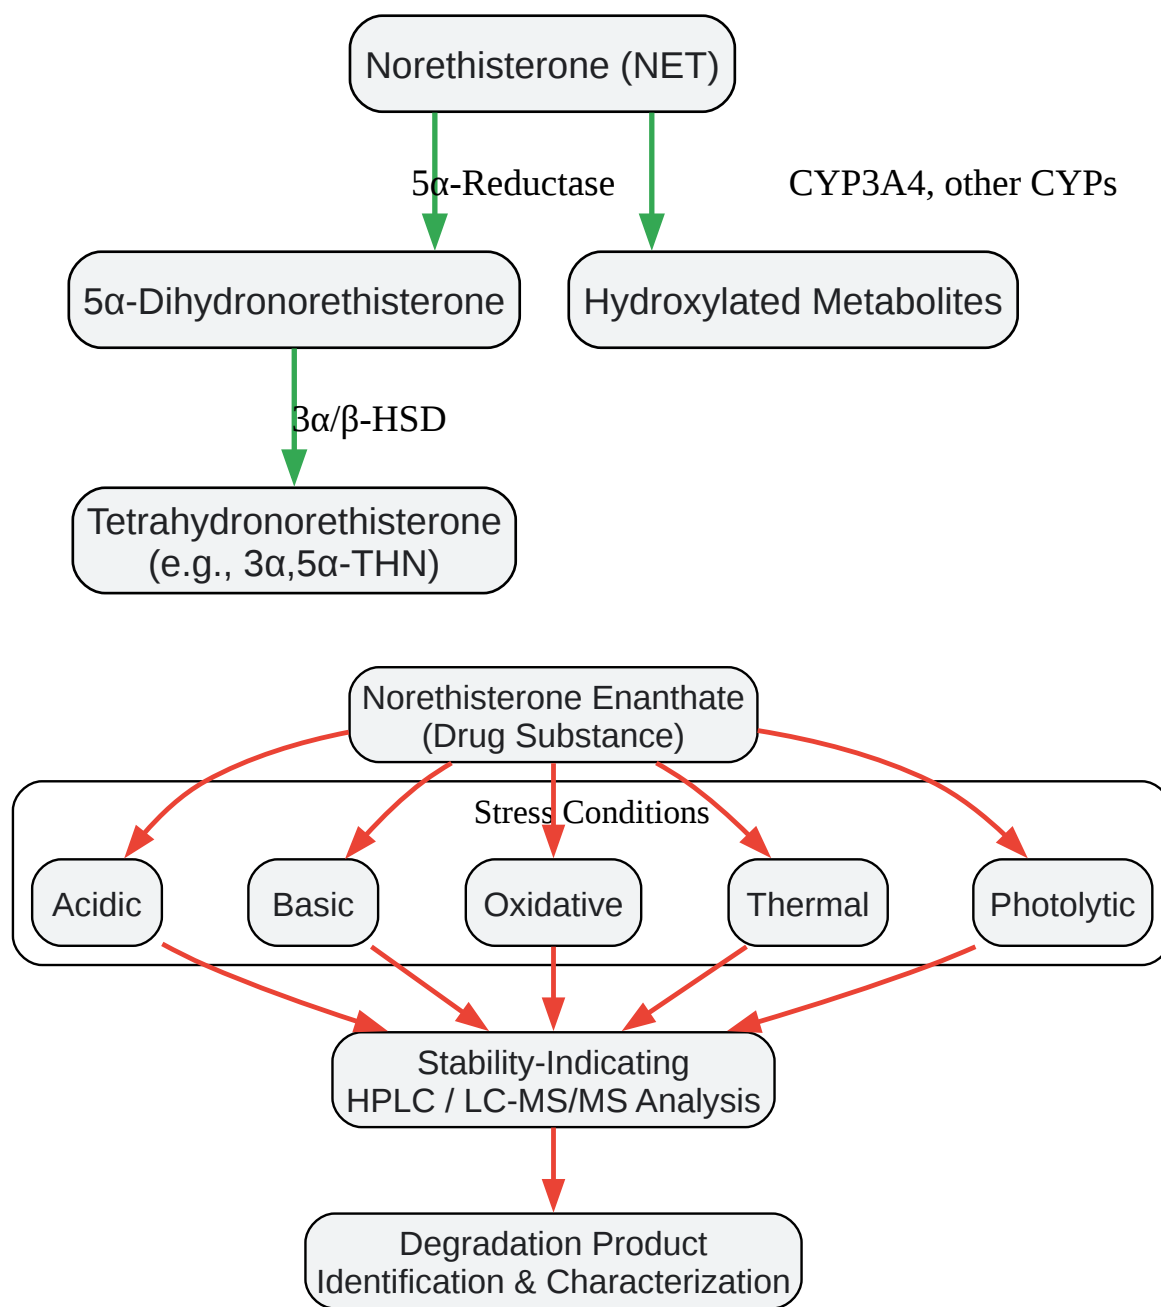 Norethisterone (NET)
5α-Reductase
CYP3A4, other CYPs
5α-Dihydronorethisterone
Hydroxylated Metabolites
3α/β-HSD
Tetrahydronorethisterone
(e.g., 3α,5α-THN)
Norethisterone Enanthate
(Drug Substance)
Stress Conditions
Acidic
Basic
Oxidative
Thermal
Photolytic
Stability-Indicating
HPLC / LC-MS/MS Analysis
Degradation Product
Identification & Characterization